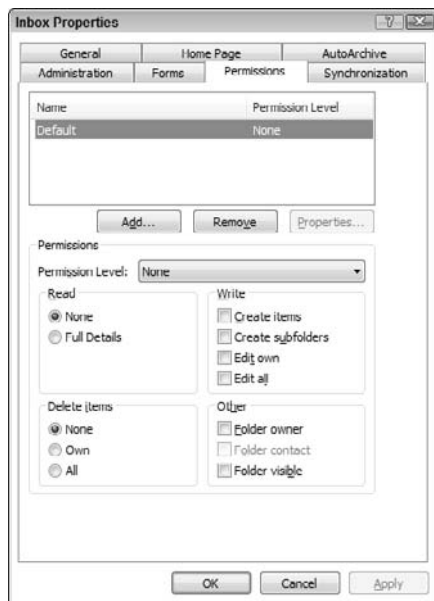 Inbox Properties
General Home Page AutoArchive
Administration Forms Permissions Synchronization
Name Permission Level
Default None
Add... Remove Properties...
Permissions
Permission Level: None
Read Write
None Create items
Full Details Create subfolders
Edit own
Edit all
Delete items Other
None Folder owner
Own Folder contact
All Folder visible
OK Cancel Apply